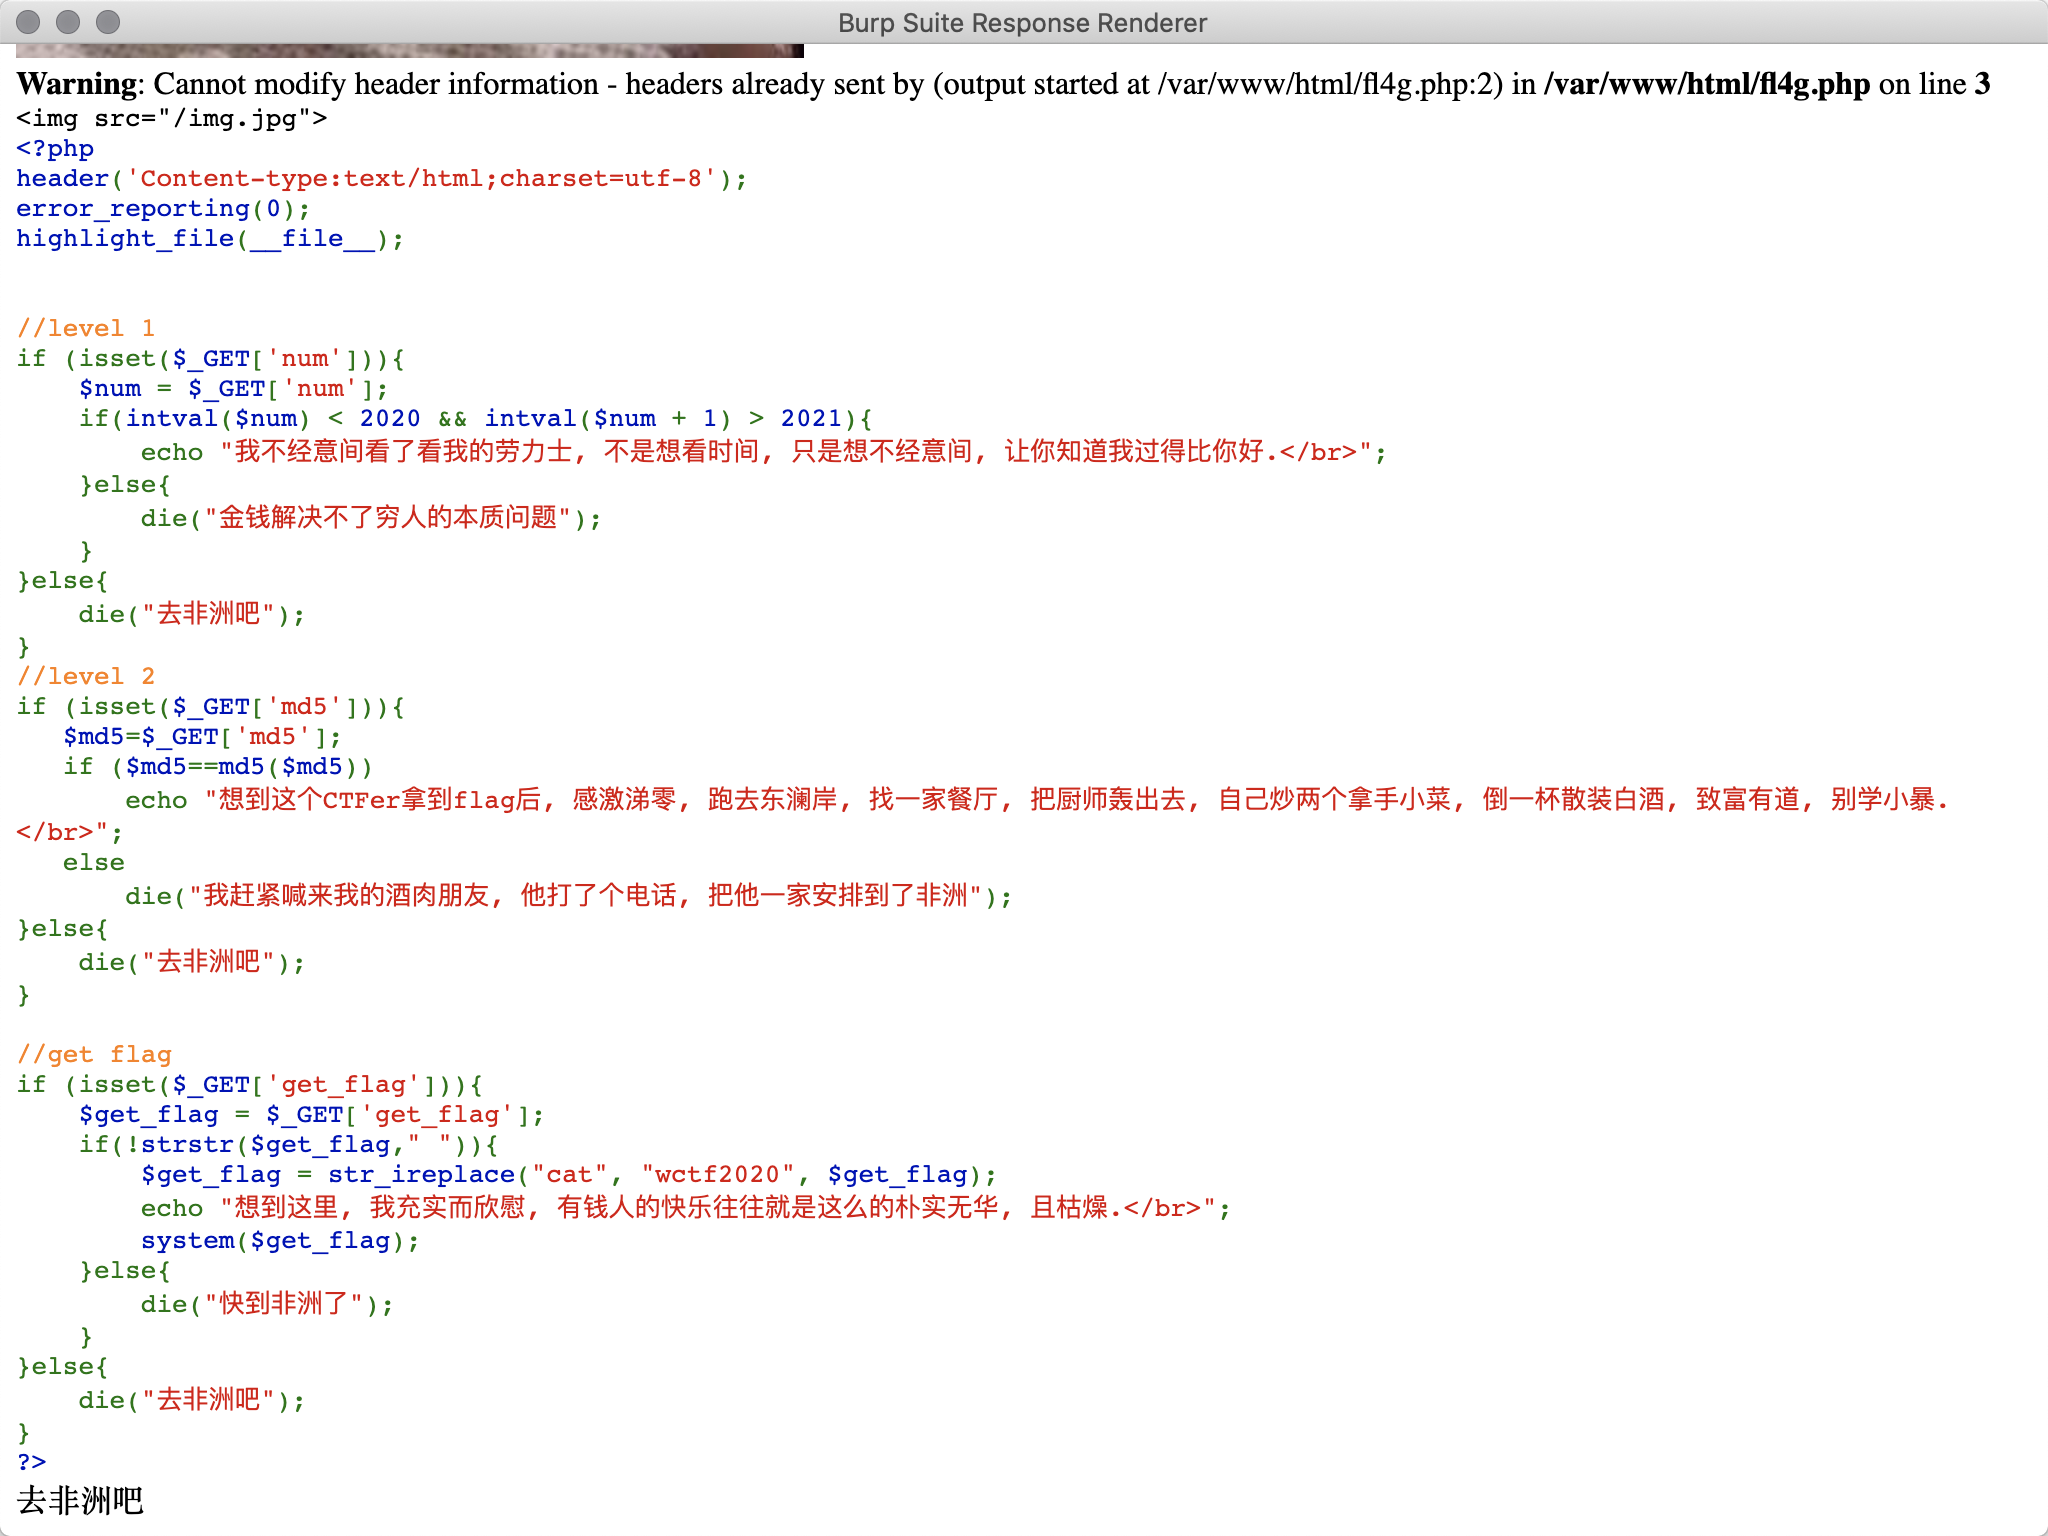 Burp Suite Response Renderer
Warning: Cannot modify header information - headers already sent by (output started at /var/www/html/fl4g.php:2) in /var/www/html/fl4g.php on line 3
<img src="/img.jpg">
<?php
header('Content-type:text/html;charset=utf-8');
error_reporting(0);
highlight_file(__file__);
//level 1
if (isset($_GET['num'])){
    $num = $_GET['num'];
    if(intval($num) < 2020 && intval($num + 1) > 2021){
        echo "我不经意间看了看我的劳力士, 不是想看时间, 只是想不经意间, 让你知道我过得比你好.</br>";
    }else{
        die("金钱解决不了穷人的本质问题");
    }
}else{
    die("去非洲吧");
}
//level 2
if (isset($_GET['md5'])){
   $md5=$_GET['md5'];
   if ($md5==md5($md5))
       echo "想到这个CTFer拿到flag后, 感激涕零, 跑去东澜岸, 找一家餐厅, 把厨师轰出去, 自己炒两个拿手小菜, 倒一杯散装白酒, 致富有道, 别学小暴.
</br>";
   else
       die("我赶紧喊来我的酒肉朋友, 他打了个电话, 把他一家安排到了非洲");
}else{
    die("去非洲吧");
}
//get flag
if (isset($_GET['get_flag'])){
    $get_flag = $_GET['get_flag'];
    if(!strstr($get_flag," ")){
        $get_flag = str_ireplace("cat", "wctf2020", $get_flag);
        echo "想到这里, 我充实而欣慰, 有钱人的快乐往往就是这么的朴实无华, 且枯燥.</br>";
        system($get_flag);
    }else{
        die("快到非洲了");
    }
}else{
    die("去非洲吧");
}
?>
去非洲吧